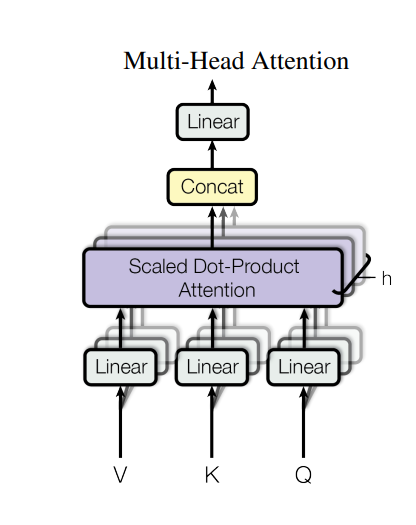 Multi-Head Attention
Linear
Concat
Scaled Dot-Product
Attention
h
Linear Linear Linear
V K Q